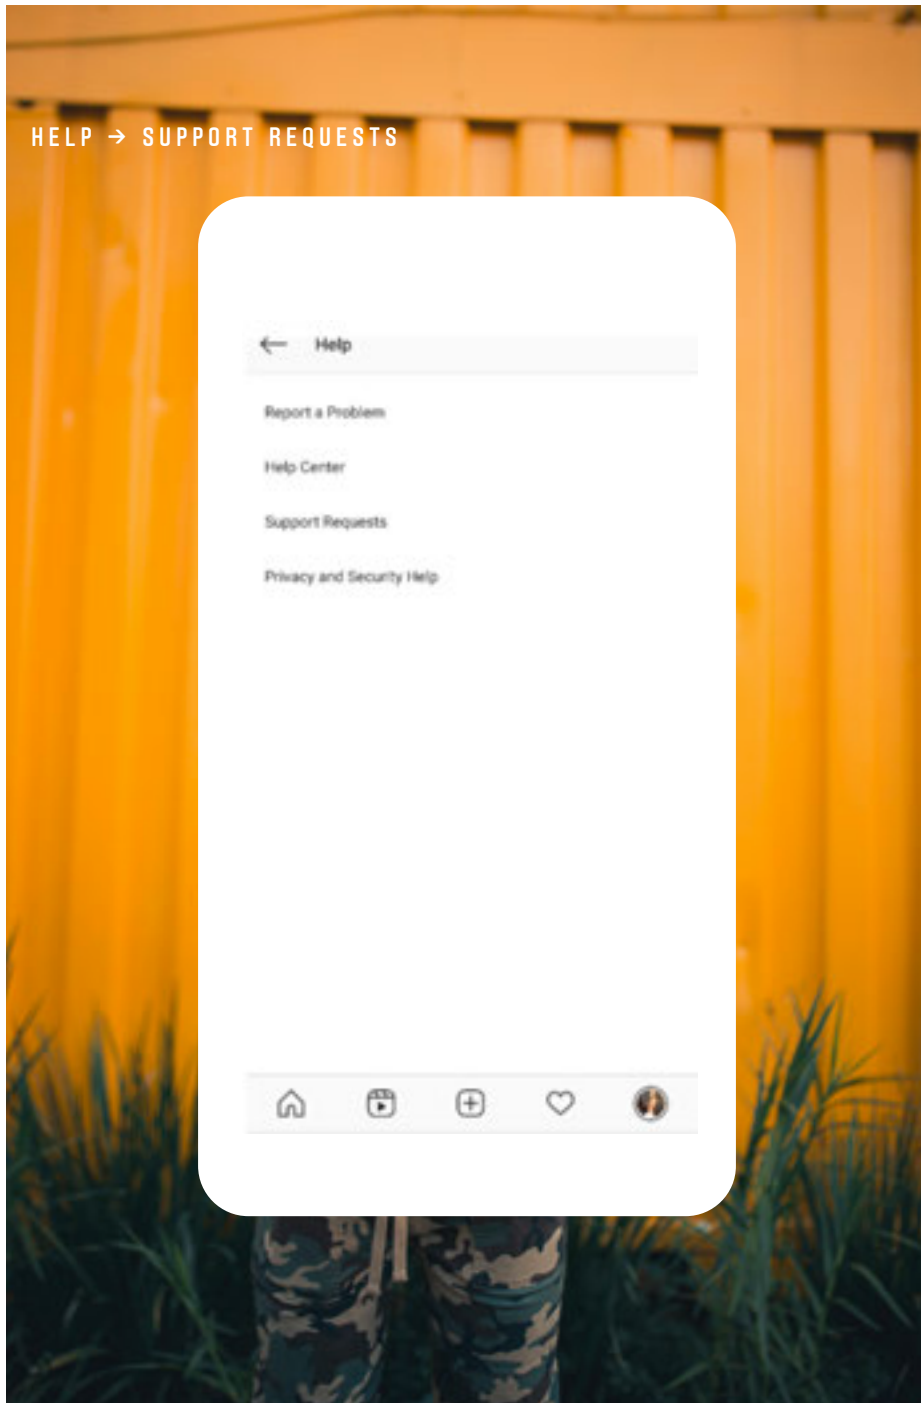 HELP → SUPPORT REQUESTS
Help
Report a Problem
Help Center
Support Requests
Privacy and Security Help